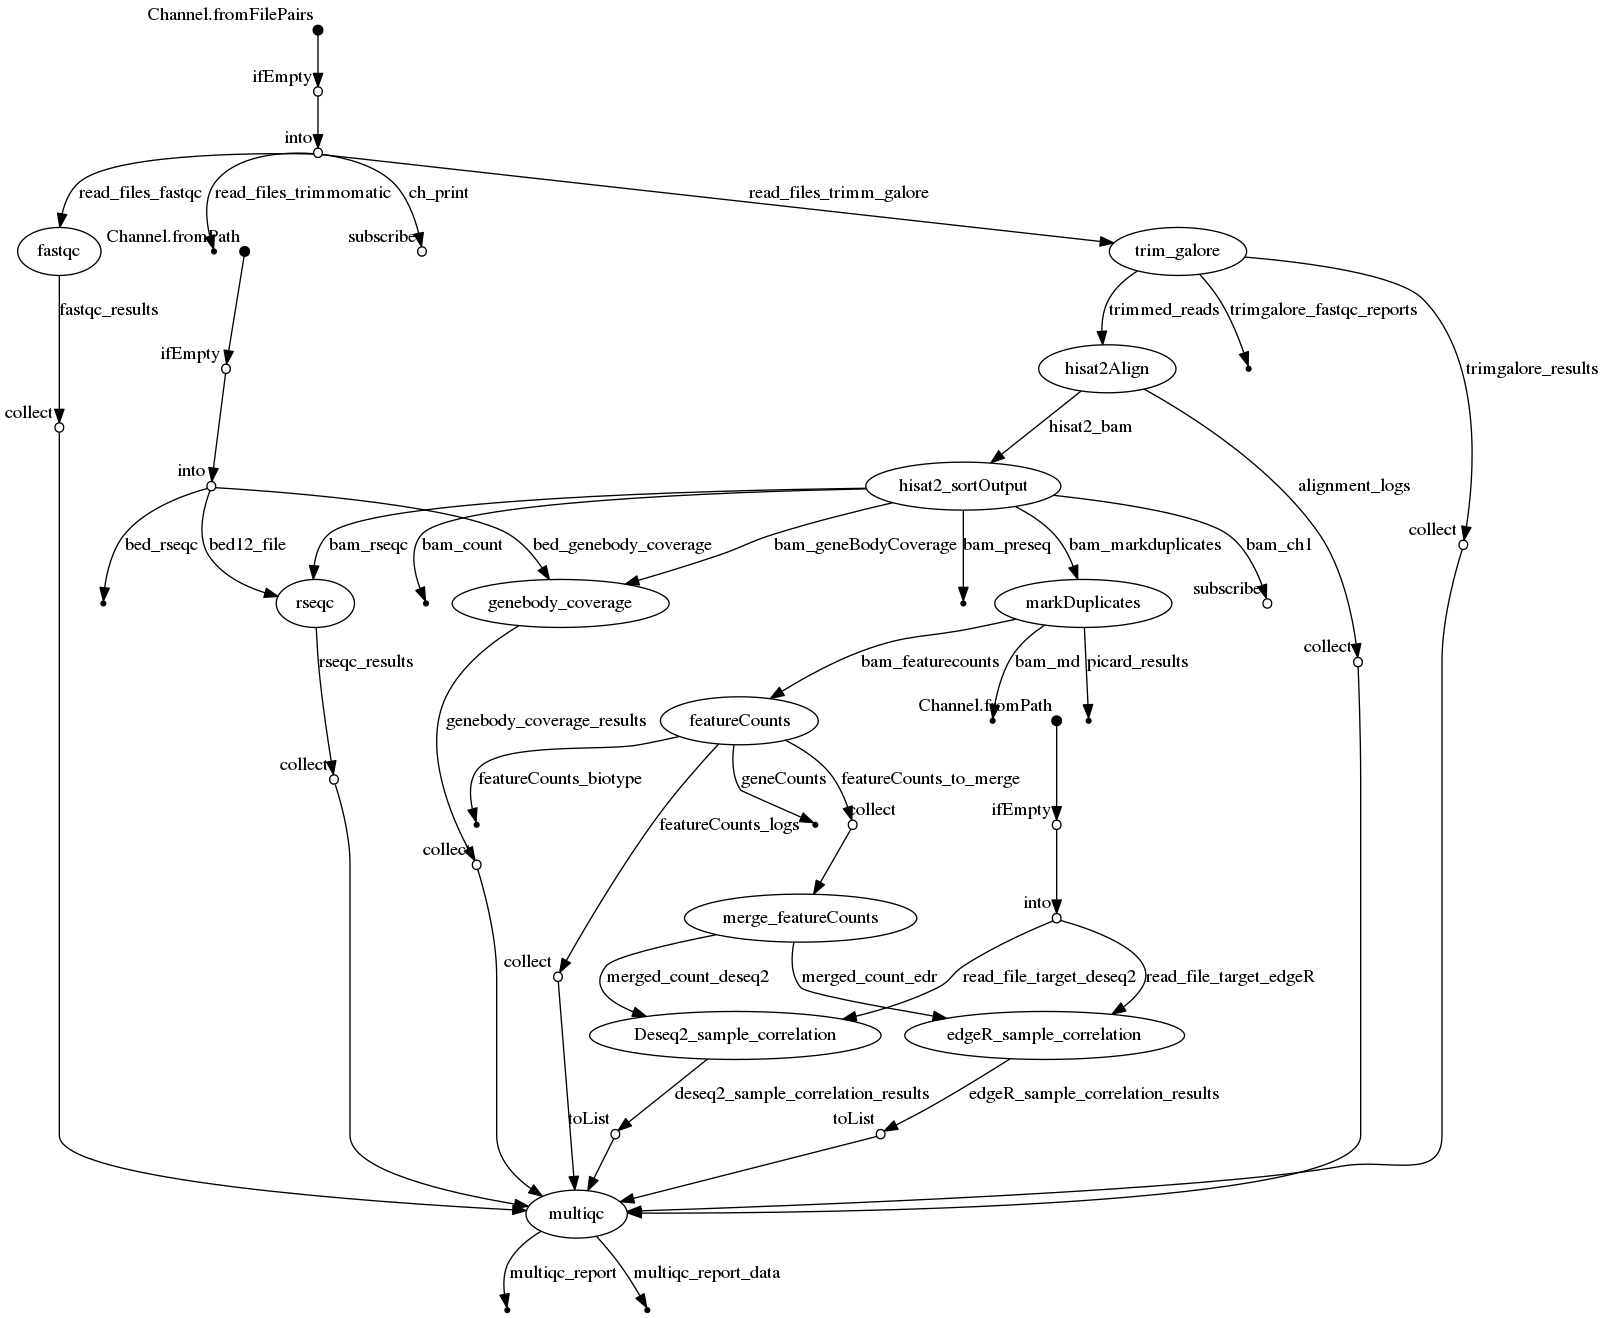 Channel.fromFilePairs
ifEmpty
into
read_files_fastqc
read_files_trimmomatic
ch_print
read_files_trimm_galore
Channel.fromPath
subscribe
fastqc
trim_galore
fastqc_results
trimmed_reads
trimgalore_fastqc_reports
ifEmpty
hisat2Align
trimgalore_results
collect
hisat2_bam
into
hisat2_sortOutput
alignment_logs
collect
bed_rseqc
bed12_file
bam_rseqc
bam_count
bed_genebody_coverage
bam_geneBodyCoverage
bam_preseq
bam_markduplicates
bam_ch1
subscribe
rseqc
genebody_coverage
markDuplicates
collect
rseqc_results
bam_featurecounts
bam_md
picard_results
Channel.fromPath
genebody_coverage_results
featureCounts
collect
featureCounts_biotype
geneCounts
featureCounts_to_merge
collect
ifEmpty
featureCounts_logs
collect
into
merge_featureCounts
collect
merged_count_deseq2
merged_count_edr
read_file_target_deseq2
read_file_target_edgeR
Deseq2_sample_correlation
edgeR_sample_correlation
deseq2_sample_correlation_results
edgeR_sample_correlation_results
toList
toList
multiqc
multiqc_report
multiqc_report_data